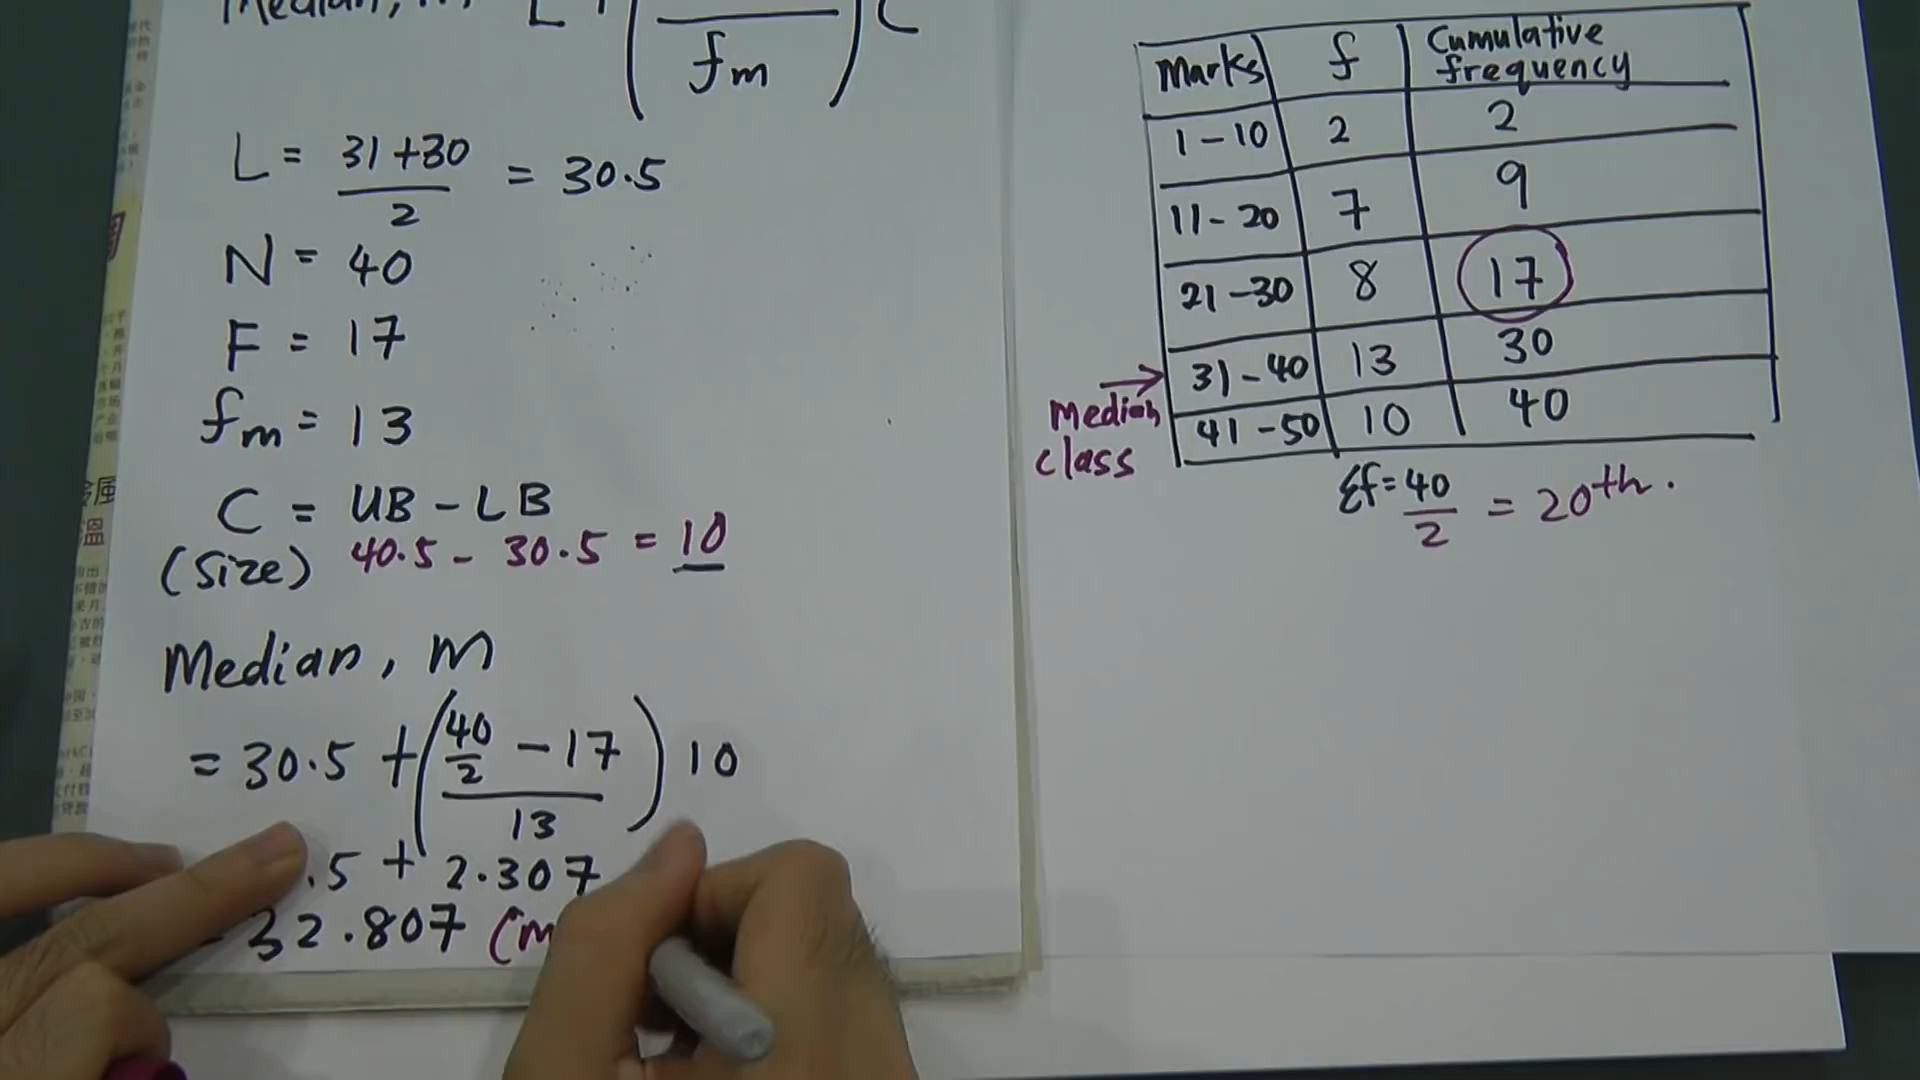 Median, m L + ( / fm ) C
L = 31+30 / 2 = 30.5
N = 40
F = 17
fm = 13
C = UB - LB
(Size) 40.5 - 30.5 = 10
Median, m
= 30.5 + ( 40/2 - 17 / 13 ) 10
.5 + 2.307
32.807 (m
Marks f Cumulative frequency
1-10 2 2
11-20 7 9
21-30 8 17
31-40 13 30
41-50 10 40
Median
class
Σf = 40 / 2 = 20th.